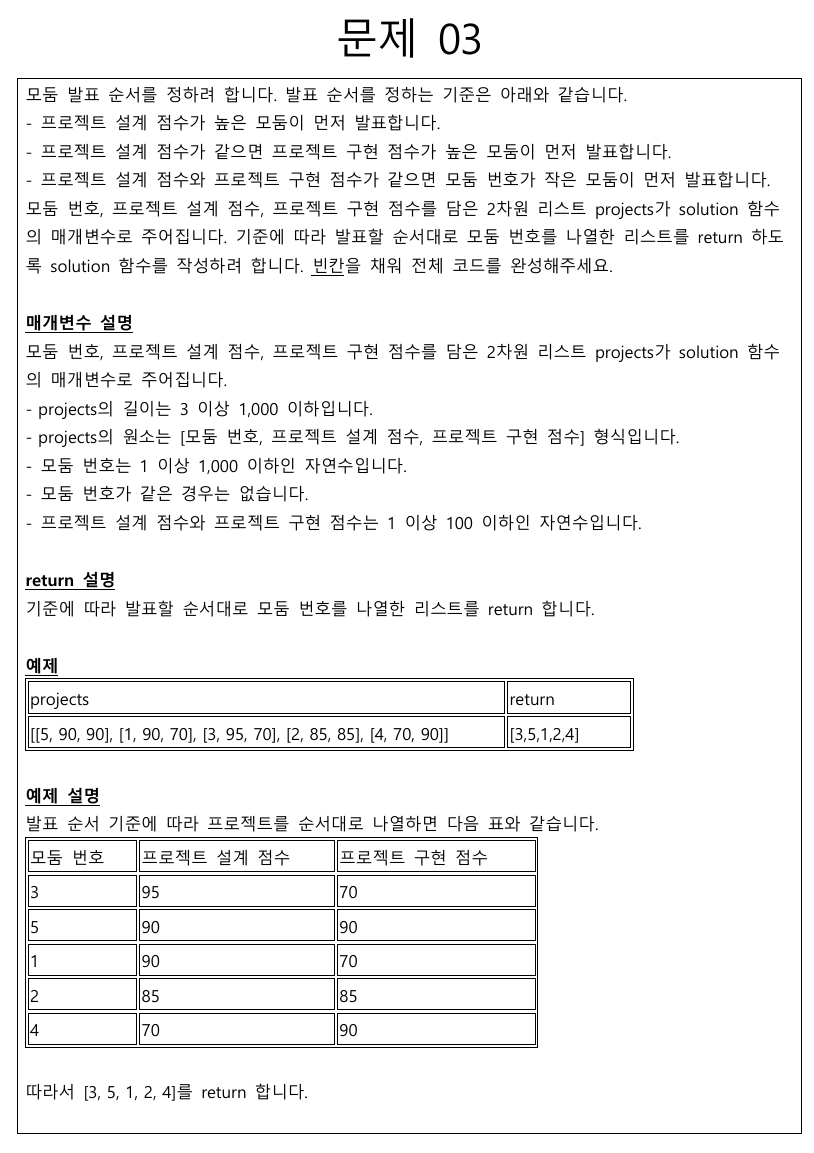 문제 03
모둠 발표 순서를 정하려 합니다. 발표 순서를 정하는 기준은 아래와 같습니다.
- 프로젝트 설계 점수가 높은 모둠이 먼저 발표합니다.
- 프로젝트 설계 점수가 같으면 프로젝트 구현 점수가 높은 모둠이 먼저 발표합니다.
- 프로젝트 설계 점수와 프로젝트 구현 점수가 같으면 모둠 번호가 작은 모둠이 먼저 발표합니다.
모둠 번호, 프로젝트 설계 점수, 프로젝트 구현 점수를 담은 2차원 리스트 projects가 solution 함수
의 매개변수로 주어집니다. 기준에 따라 발표할 순서대로 모둠 번호를 나열한 리스트를 return 하도
록 solution 함수를 작성하려 합니다. 빈칸을 채워 전체 코드를 완성해주세요.
매개변수 설명
모둠 번호, 프로젝트 설계 점수, 프로젝트 구현 점수를 담은 2차원 리스트 projects가 solution 함수
의 매개변수로 주어집니다.
- projects의 길이는 3 이상 1,000 이하입니다.
- projects의 원소는 [모둠 번호, 프로젝트 설계 점수, 프로젝트 구현 점수] 형식입니다.
- 모둠 번호는 1 이상 1,000 이하인 자연수입니다.
- 모둠 번호가 같은 경우는 없습니다.
- 프로젝트 설계 점수와 프로젝트 구현 점수는 1 이상 100 이하인 자연수입니다.
return 설명
기준에 따라 발표할 순서대로 모둠 번호를 나열한 리스트를 return 합니다.
예제
projects return
[[5, 90, 90], [1, 90, 70], [3, 95, 70], [2, 85, 85], [4, 70, 90]] [3,5,1,2,4]
예제 설명
발표 순서 기준에 따라 프로젝트를 순서대로 나열하면 다음 표와 같습니다.
모둠 번호 프로젝트 설계 점수 프로젝트 구현 점수
3 95 70
5 90 90
1 90 70
2 85 85
4 70 90
따라서 [3, 5, 1, 2, 4]를 return 합니다.